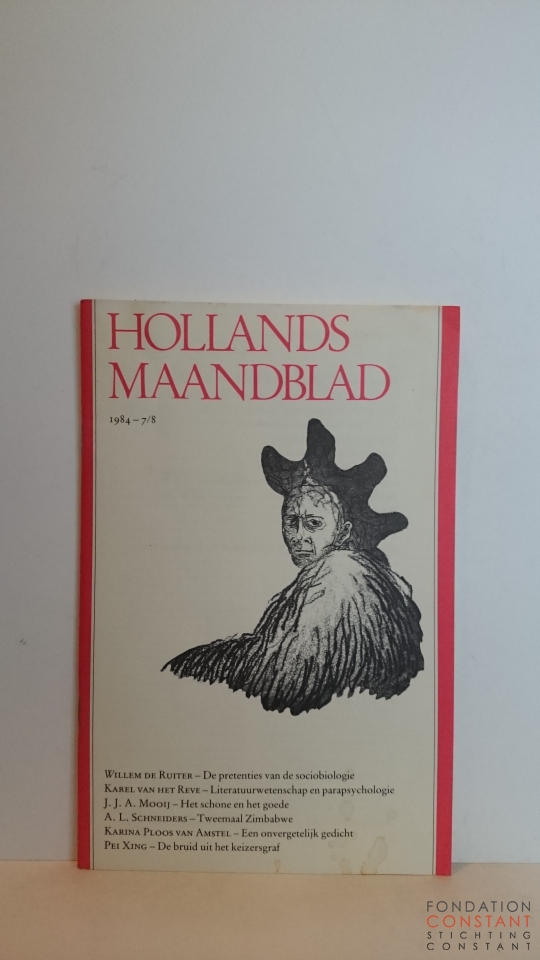 HOLLANDS
MAANDBLAD
1984 – 7/8
WILLEM DE RUITER – De pretenties van de sociobiologie
KAREL VAN HET REVE – Literatuurwetenschap en parapsychologie
J. J. A. MOOIJ – Het schone en het goede
A. L. SCHNEIDERS – Tweemaal Zimbabwe
KARINA PLOOS VAN AMSTEL – Een onvergetelijk gedicht
PEI XING – De bruid uit het keizersgraf
FONDATION
CONSTANT
STICHTING
CONSTANT